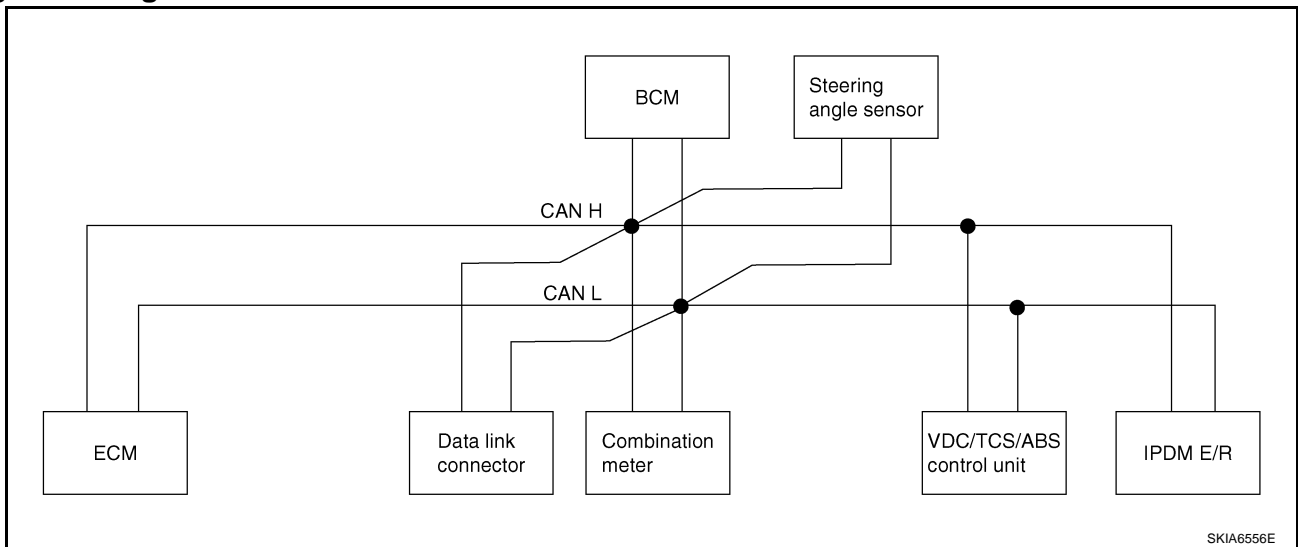 BCM
Steering
angle sensor
CAN H
CAN L
ECM
Data link
connector
Combination
meter
VDC/TCS/ABS
control unit
IPDM E/R
SKIA6556E